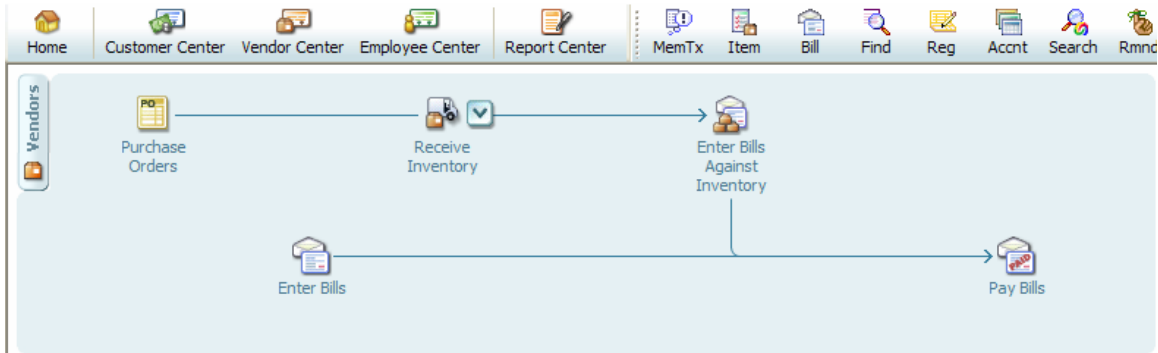 Home Customer Center Vendor Center Employee Center Report Center MemTx Item Bill Find Reg Accnt Search Rmnd
Vendors
PO
Purchase
Orders
Receive
Inventory
Enter Bills
Against
Inventory
Enter Bills
PAID
Pay Bills